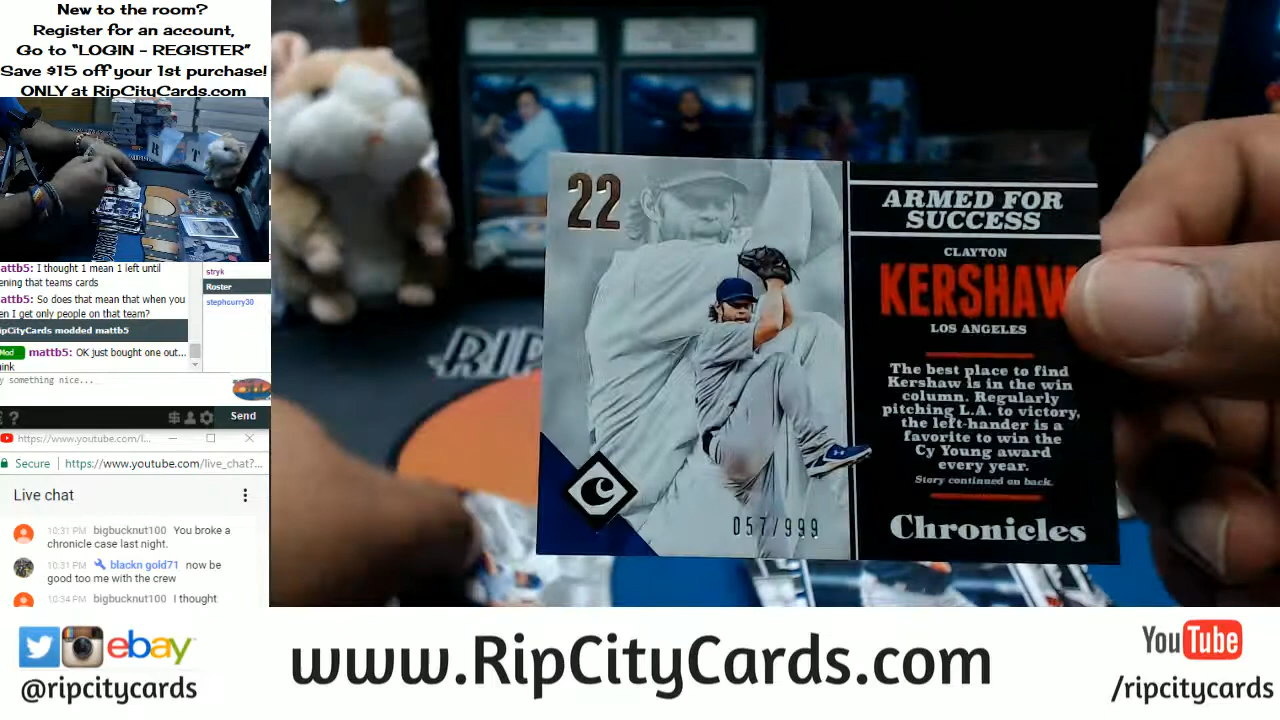 New to the room?
Register for an account,
Go to “LOGIN - REGISTER”
Save $15 off your 1st purchase!
ONLY at RipCityCards.com
R T
mattb5: I thought 1 mean 1 left until
ening that teams cards
mattb5: So does that mean that when you
en I get only people on that team?
ipCityCards modded mattb5
Mod mattb5: OK just bought one out...
ink
y something nice...
stryk
Roster
stephcurry30
? $ Send
https://www.youtube.com/l...
Secure https://www.youtube.com/live_chat?...
Live chat
10:31 PM bigbucknut100 You broke a
chronicle case last night.
10:31 PM blackn gold71 now be
good too me with the crew
10:34 PM bigbucknut100 I thought
RIP
22
ARMED FOR
SUCCESS
CLAYTON
KERSHAW
LOS ANGELES
The best place to find
Kershaw is in the win
column. Regularly
pitching L.A. to victory,
the left-hander is a
favorite to win the
Cy Young award
every year.
Story continued on back.
C
057/999
Chronicles
ebay
@ripcitycards
www.RipCityCards.com
YouTube
/ripcitycards